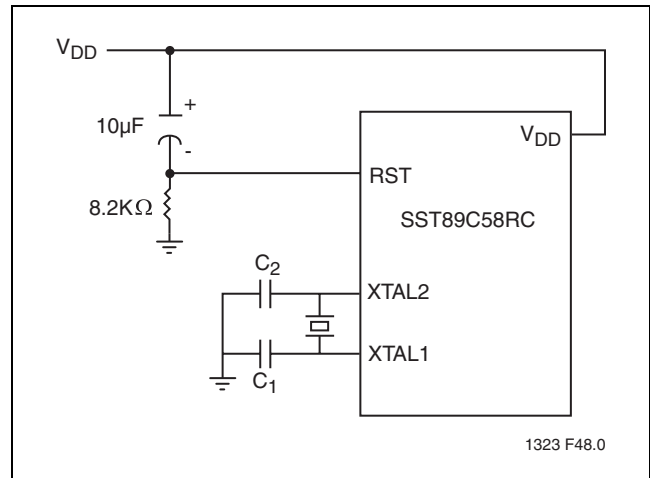 VDD
+
10µF
-
8.2KΩ
VDD
RST
SST89C58RC
C2
XTAL2
XTAL1
C1
1323 F48.0